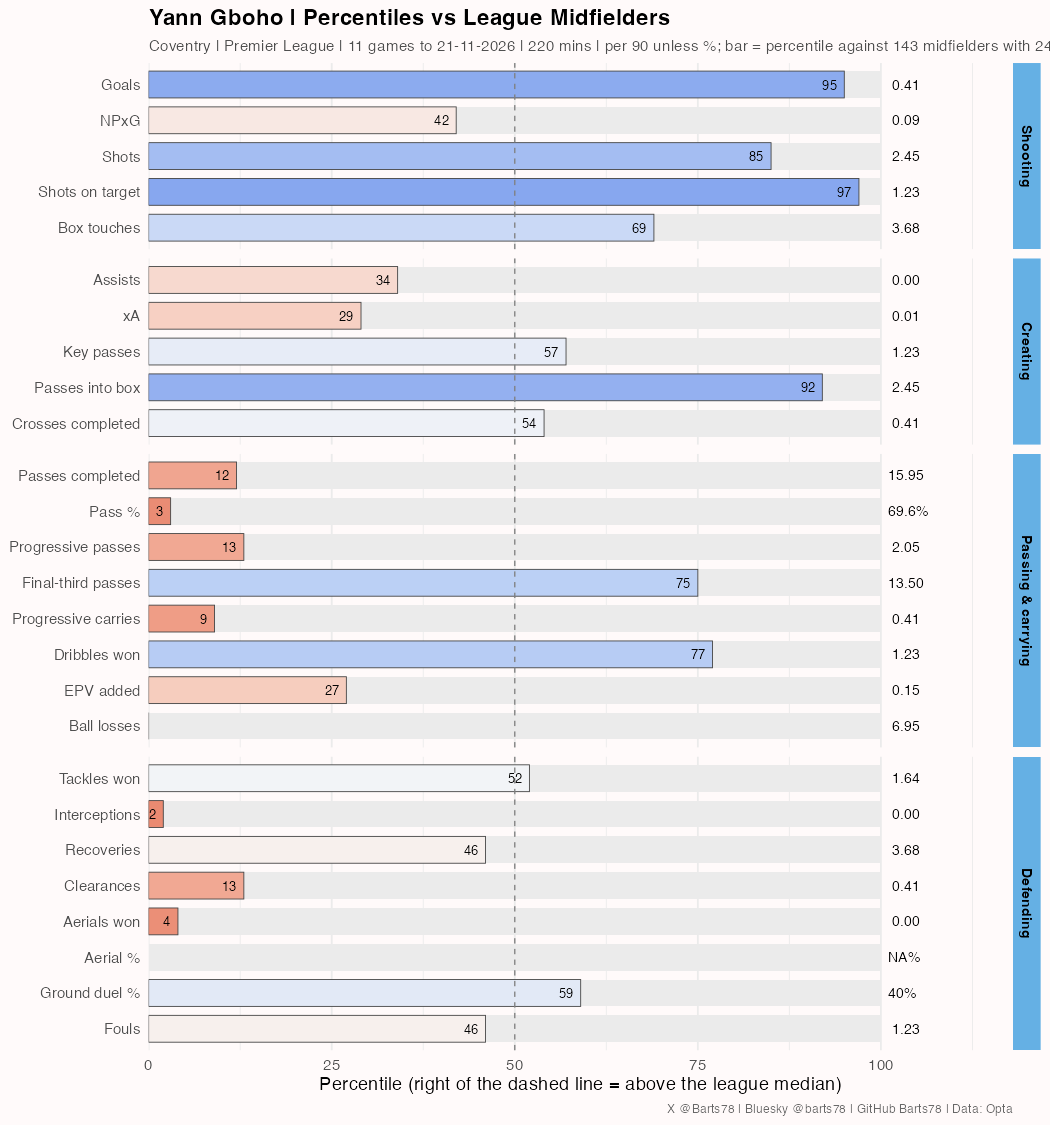 Yann Gboho | Percentiles vs League Midfielders
Coventry | Premier League | 11 games to 21-11-2026 | 220 mins | per 90 unless %; bar = percentile against 143 midfielders with 24
Shooting
Goals 95 0.41
NPxG 42 0.09
Shots 85 2.45
Shots on target 97 1.23
Box touches 69 3.68
Creating
Assists 34 0.00
xA 29 0.01
Key passes 57 1.23
Passes into box 92 2.45
Crosses completed 54 0.41
Passing & carrying
Passes completed 12 15.95
Pass % 3 69.6%
Progressive passes 13 2.05
Final-third passes 75 13.50
Progressive carries 9 0.41
Dribbles won 77 1.23
EPV added 27 0.15
Ball losses 6.95
Defending
Tackles won 52 1.64
Interceptions 2 0.00
Recoveries 46 3.68
Clearances 13 0.41
Aerials won 4 0.00
Aerial % NA%
Ground duel % 59 40%
Fouls 46 1.23
0 25 50 75 100
Percentile (right of the dashed line = above the league median)
X @Barts78 | Bluesky @barts78 | GitHub Barts78 | Data: Opta